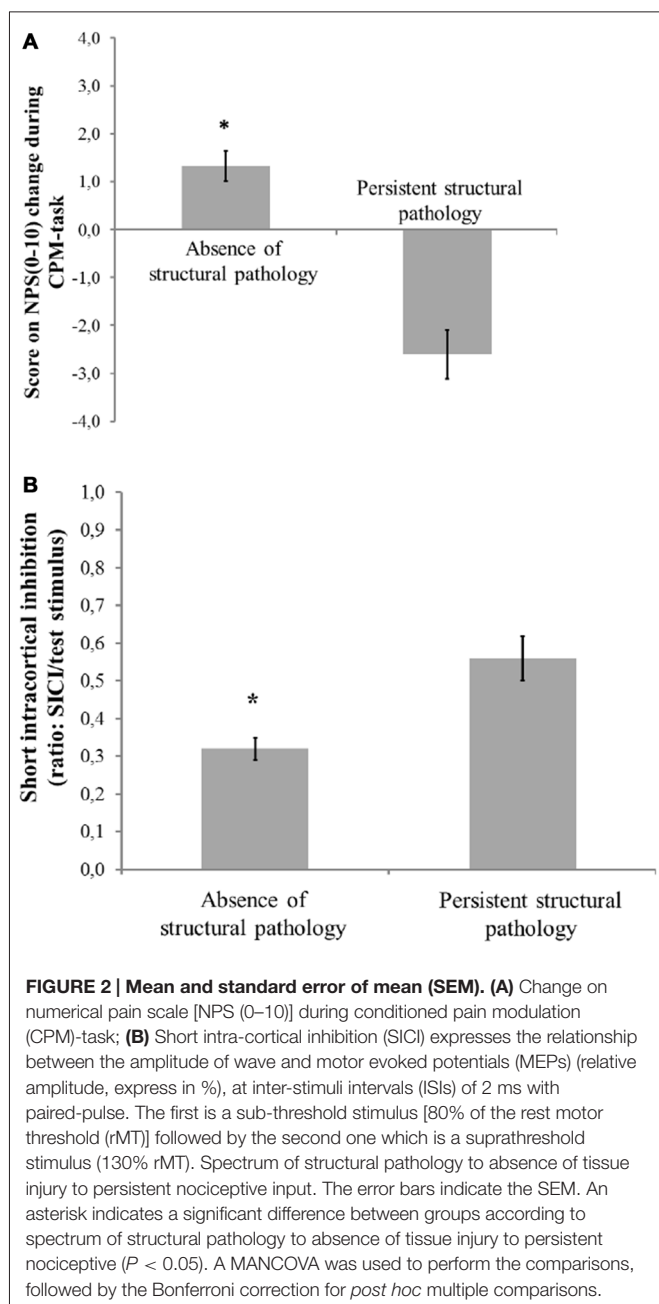 A
4,0
3,0
2,0
1,0
0,0
-1,0
-2,0
-3,0
-4,0
Score on NPS(0-10) change during
CPM-task
*
Absence of
structural pathology
Persistent structural
pathology
B
1,0
0,9
0,8
0,7
0,6
0,5
0,4
0,3
0,2
0,1
0,0
Short intracortical inhibition
(ratio: SICI/test stimulus)
*
Absence of
structural pathology
Persistent structural
pathology
FIGURE 2 | Mean and standard error of mean (SEM). (A) Change on
numerical pain scale [NPS (0–10)] during conditioned pain modulation
(CPM)-task; (B) Short intra-cortical inhibition (SICI) expresses the relationship
between the amplitude of wave and motor evoked potentials (MEPs) (relative
amplitude, express in %), at inter-stimuli intervals (ISIs) of 2 ms with
paired-pulse. The first is a sub-threshold stimulus [80% of the rest motor
threshold (rMT)] followed by the second one which is a suprathreshold
stimulus (130% rMT). Spectrum of structural pathology to absence of tissue
injury to persistent nociceptive input. The error bars indicate the SEM. An
asterisk indicates a significant difference between groups according to
spectrum of structural pathology to absence of tissue injury to persistent
nociceptive (P < 0.05). A MANCOVA was used to perform the comparisons,
followed by the Bonferroni correction for post hoc multiple comparisons.